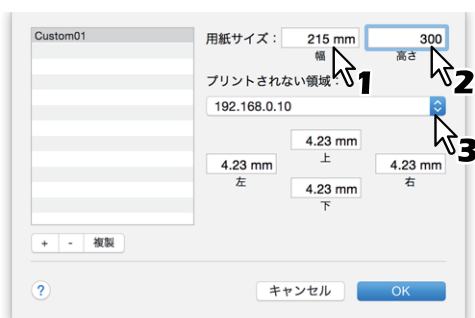 Custom01
用紙サイズ： 215 mm 300
幅 高さ
1 2
プリントされない領域：
192.168.0.10
3
4.23 mm
上
4.23 mm 4.23 mm
左 右
4.23 mm
下
+ - 複製
? キャンセル OK